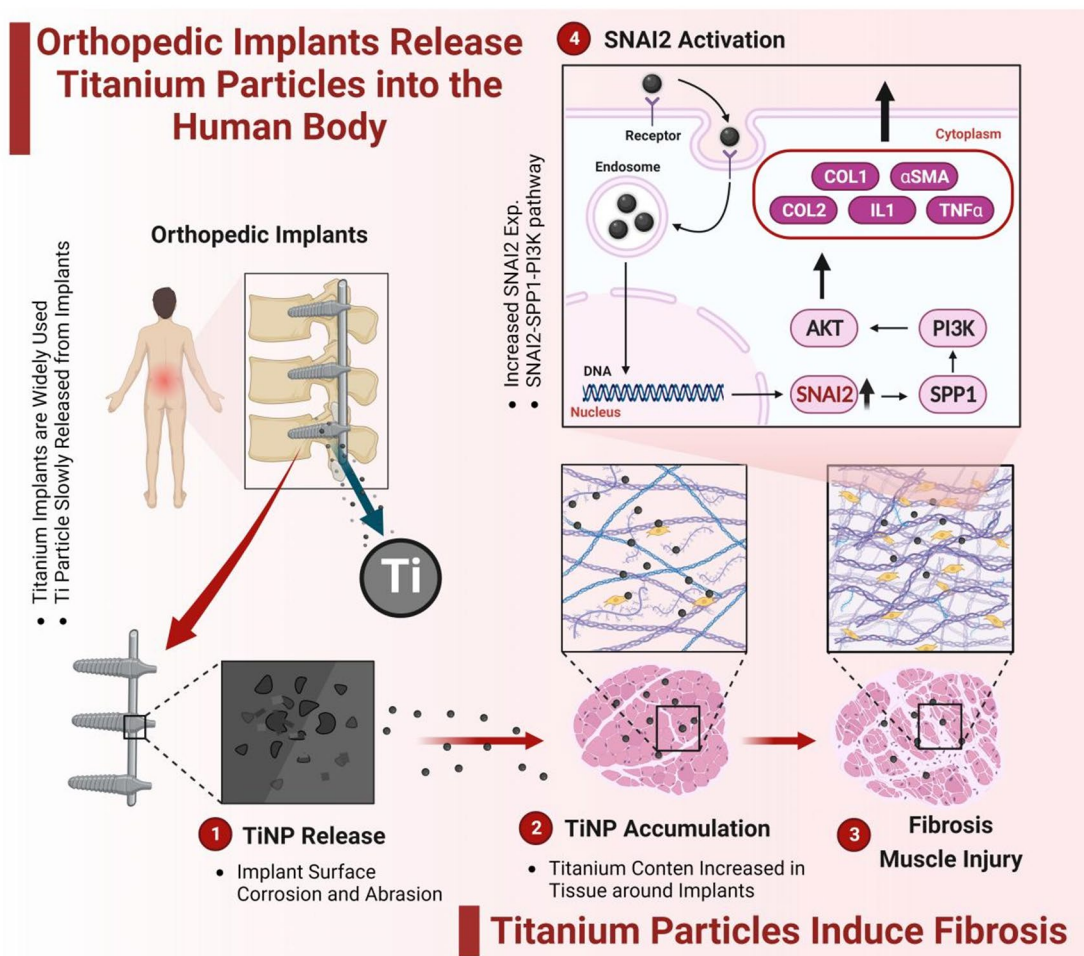 Orthopedic Implants Release
Titanium Particles into the
Human Body
Orthopedic Implants
• Titanium Implants are Widely Used
• Ti Particle Slowly Released from Implants
Ti
1 TiNP Release
• Implant Surface
Corrosion and Abrasion
2 TiNP Accumulation
• Titanium Conten Increased in
Tissue around Implants
3 Fibrosis
Muscle Injury
4 SNAI2 Activation
• Increased SNAI2 Exp.
• SNAI2-SPP1-PI3K pathway
Receptor
Cytoplasm
Endosome
COL1 αSMA
COL2 IL1 TNFα
AKT PI3K
DNA
Nucleus
SNAI2 SPP1
Titanium Particles Induce Fibrosis